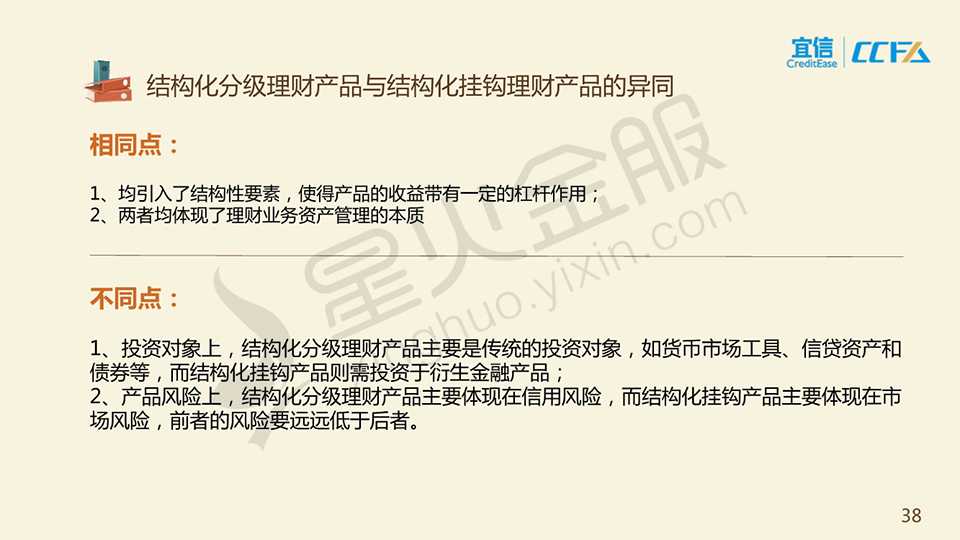 宜信
CreditEase
CCFA
结构化分级理财产品与结构化挂钩理财产品的异同
相同点：
1、均引入了结构性要素，使得产品的收益带有一定的杠杆作用；
2、两者均体现了理财业务资产管理的本质
不同点：
1、投资对象上，结构化分级理财产品主要是传统的投资对象，如货币市场工具、信贷资产和
债券等，而结构化挂钩产品则需投资于衍生金融产品；
2、产品风险上，结构化分级理财产品主要体现在信用风险，而结构化挂钩产品主要体现在市
场风险，前者的风险要远远低于后者。
星火金服
xinghuo.yixin.com
38